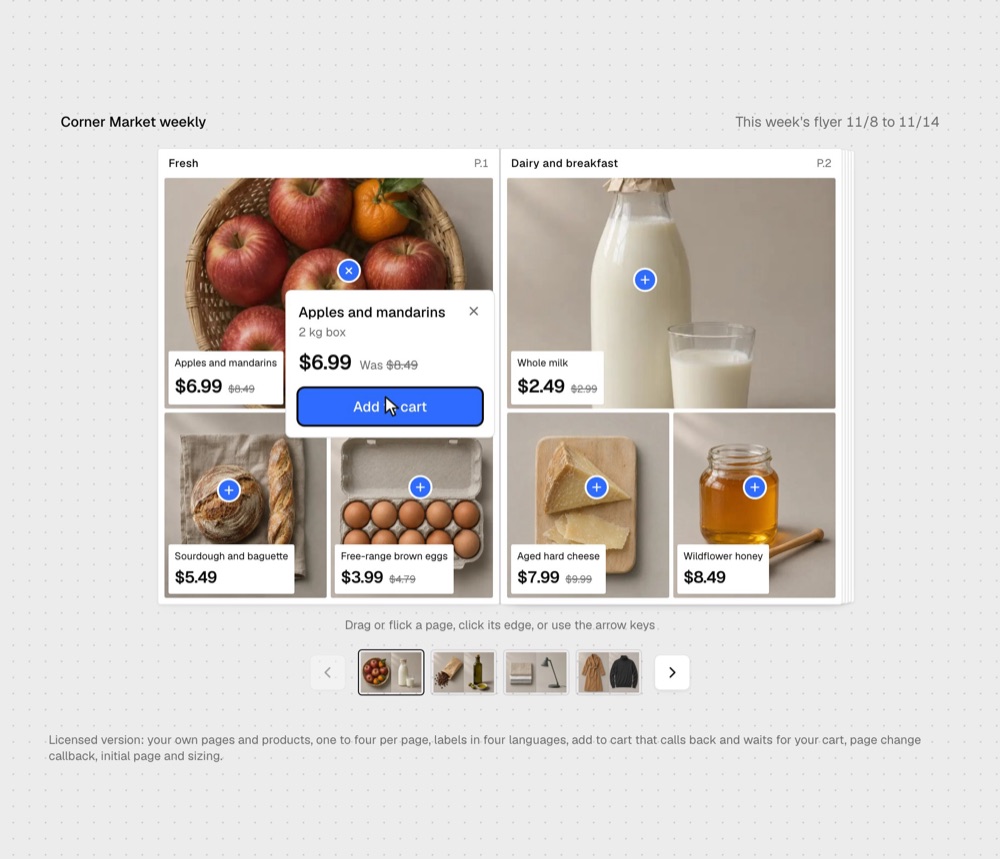 Corner Market weekly
This week's flyer 11/8 to 11/14
Fresh
P.1
Apples and mandarins
2 kg box
$6.99 Was $8.49
Add cart
Apples and mandarins
$6.99 $8.49
Sourdough and baguette
$5.49
Free-range brown eggs
$3.99 $4.79
Dairy and breakfast
P.2
Whole milk
$2.49 $2.99
Aged hard cheese
$7.99 $9.99
Wildflower honey
$8.49
Drag or flick a page, click its edge, or use the arrow keys
Licensed version: your own pages and products, one to four per page, labels in four languages, add to cart that calls back and waits for your cart, page change
callback, initial page and sizing.